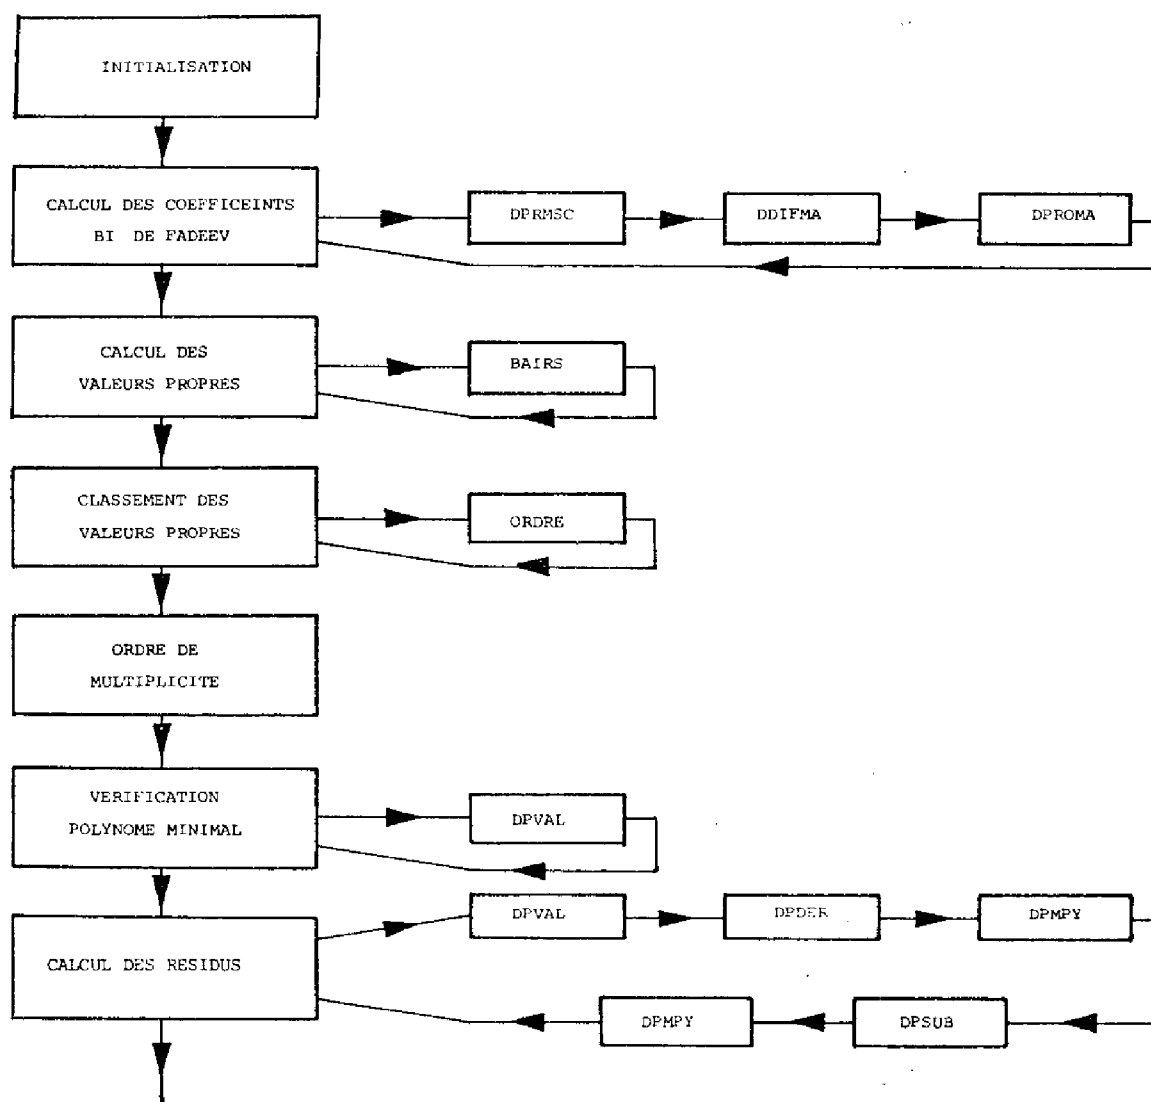 INITIALISATION
CALCUL DES COEFFICEINTS
BI DE FADEEV
DPRMSC
DDIFMA
DPROMA
CALCUL DES
VALEURS PROPRES
BAIRS
CLASSEMENT DES
VALEURS PROPRES
ORDRE
ORDRE DE
MULTIPLICITE
VERIFICATION
POLYNOME MINIMAL
DPVAL
CALCUL DES RESIDUS
DPVAL
DPDER
DPMPY
DPMPY
DPSUB